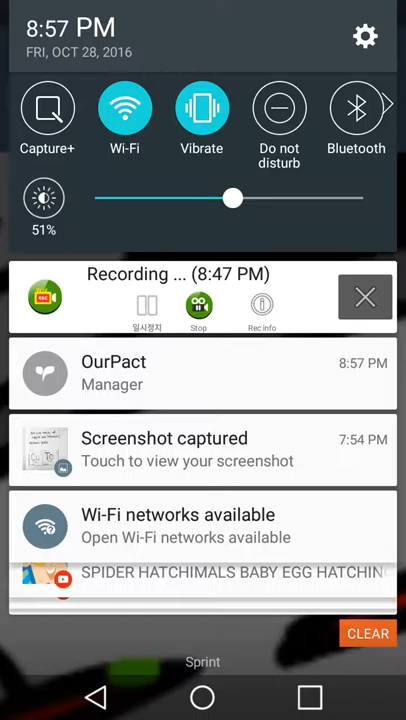 8:57 PM
FRI, OCT 28, 2016
Capture+
Wi-Fi
Vibrate
Do not
disturb
Bluetooth
51%
Recording ... (8:47 PM)
REC
일시정지
Stop
Rec info
OurPact
8:57 PM
Manager
Screenshot captured
7:54 PM
Touch to view your screenshot
Wi-Fi networks available
Open Wi-Fi networks available
SPIDER HATCHIMALS BABY EGG HATCHIN
CLEAR
Sprint